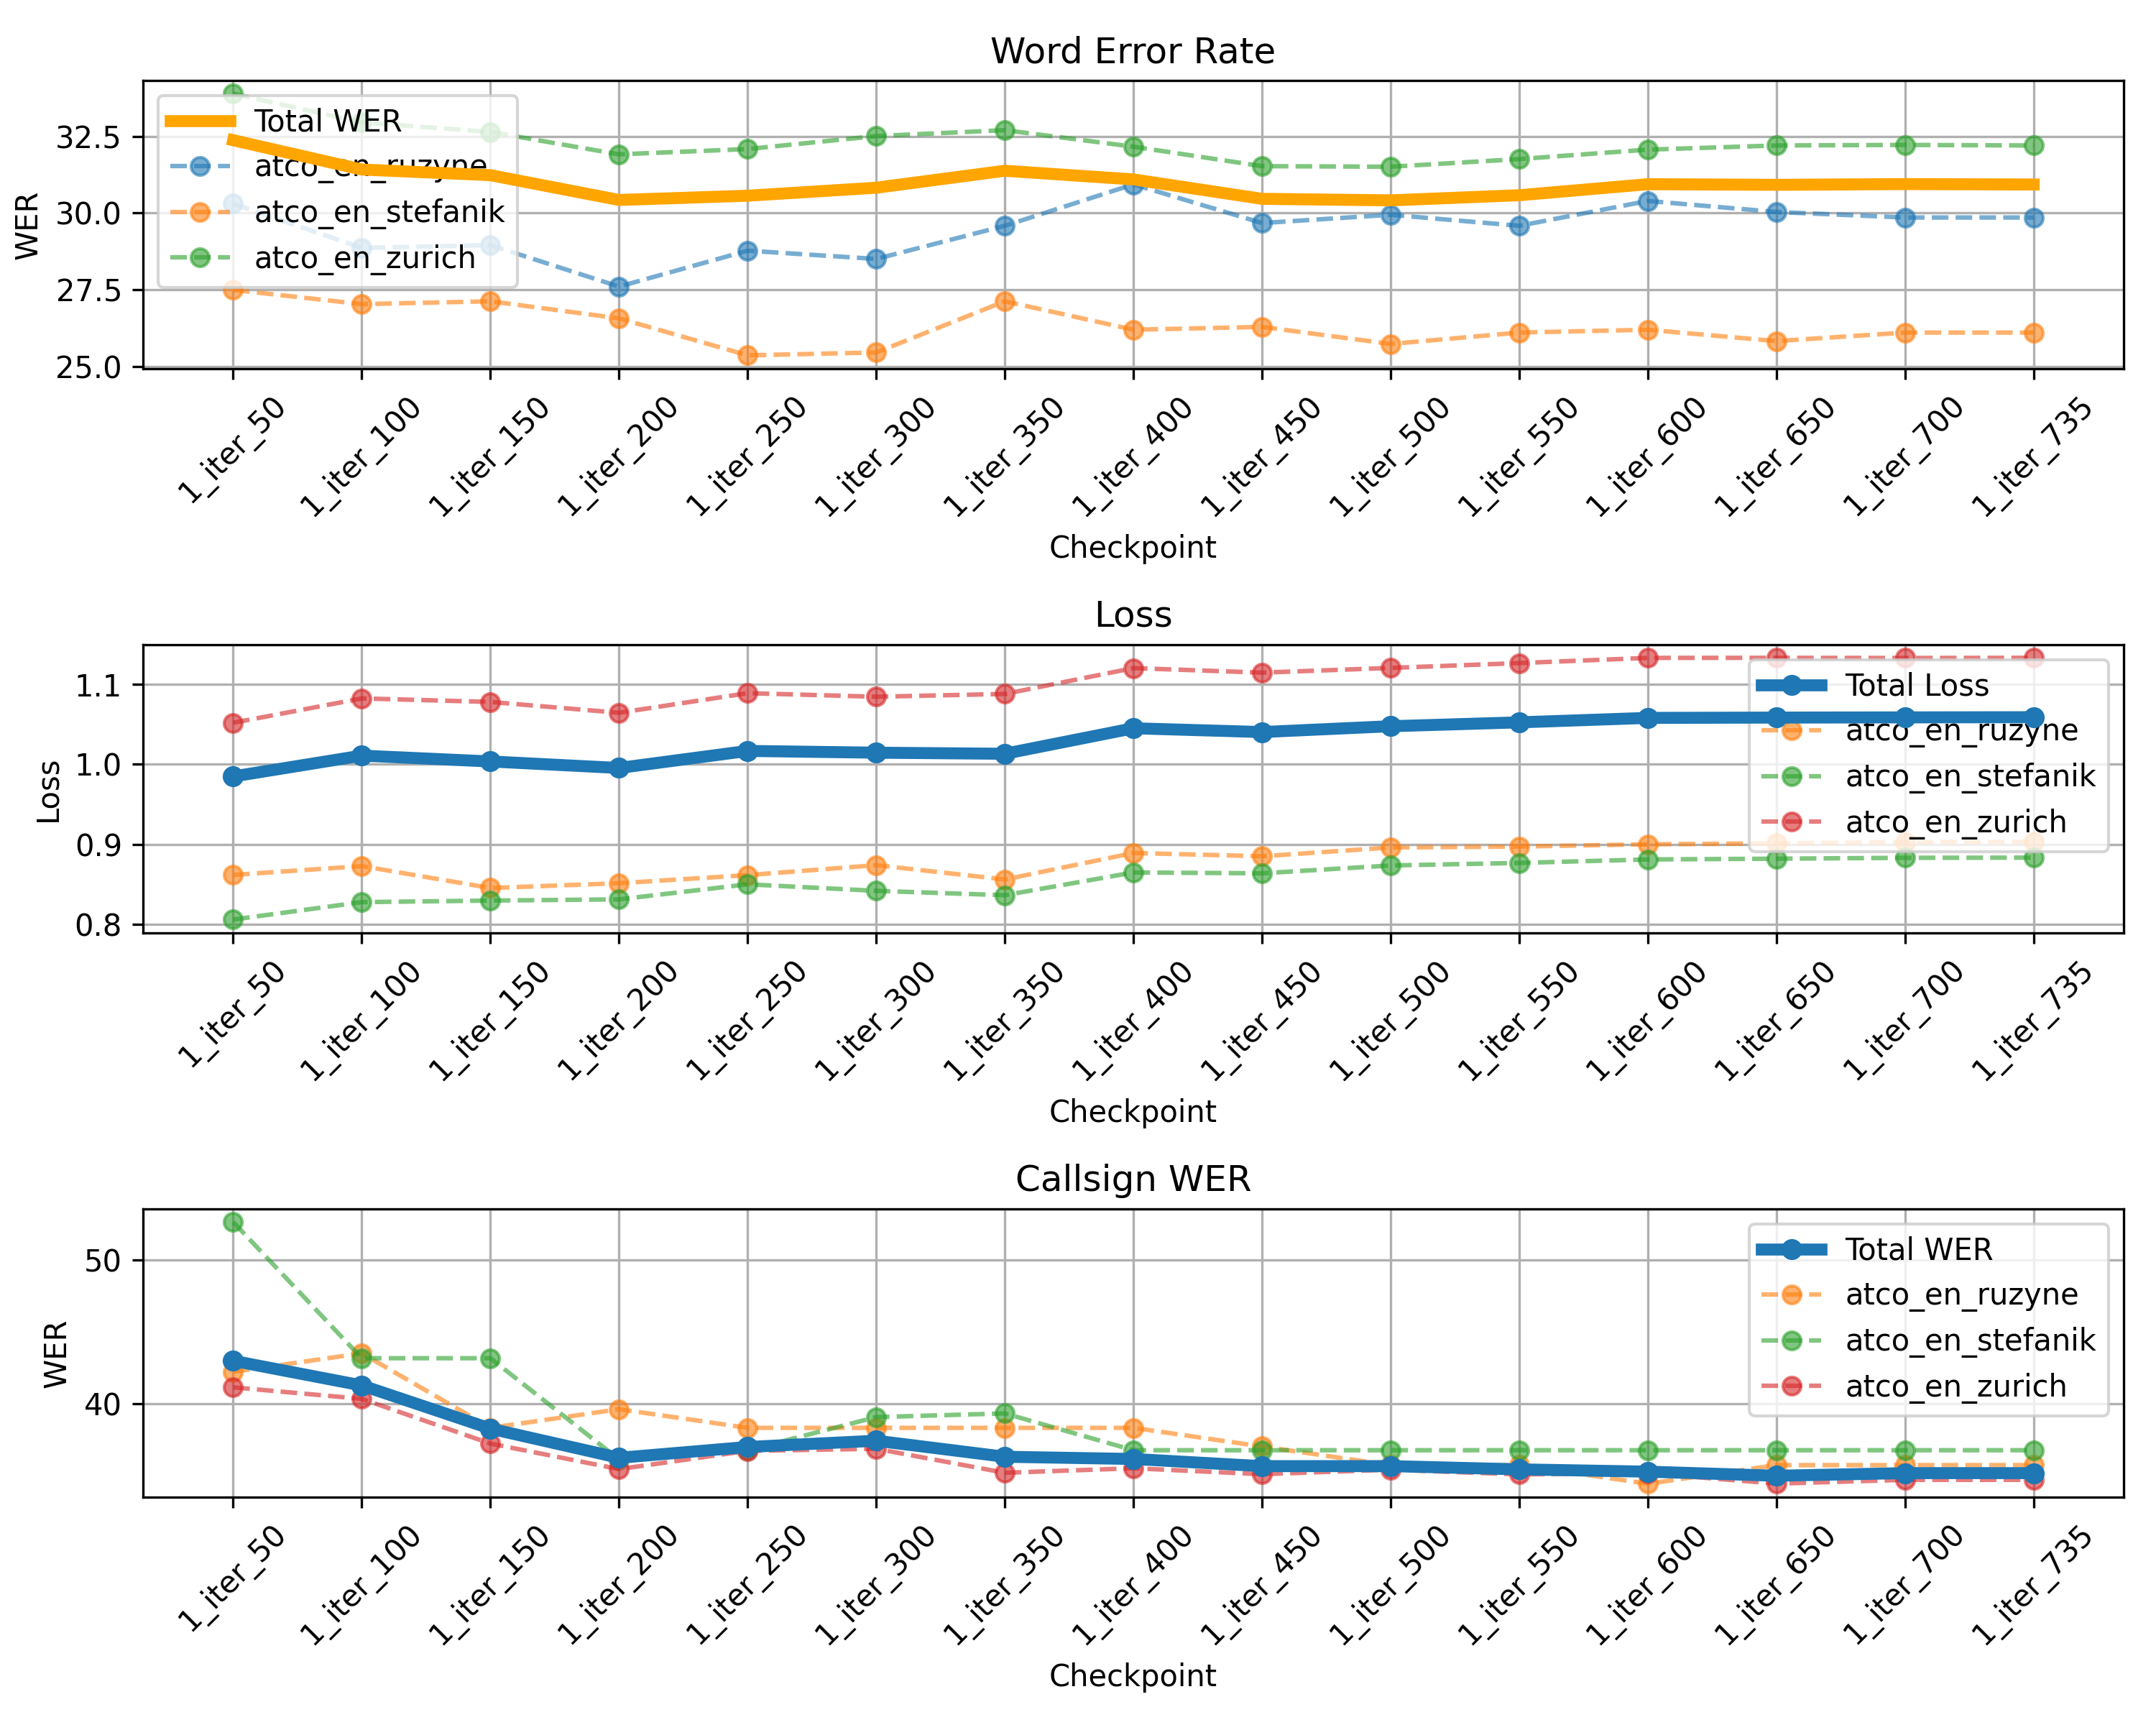 Word Error Rate
WER
32.5
30.0
27.5
25.0
Total WER
atco_en_ruzyne
atco_en_stefanik
atco_en_zurich
1_iter_50
1_iter_100
1_iter_150
1_iter_200
1_iter_250
1_iter_300
1_iter_350
1_iter_400
1_iter_450
1_iter_500
1_iter_550
1_iter_600
1_iter_650
1_iter_700
1_iter_735
Checkpoint
Loss
Loss
1.1
1.0
0.9
0.8
Total Loss
atco_en_ruzyne
atco_en_stefanik
atco_en_zurich
1_iter_50
1_iter_100
1_iter_150
1_iter_200
1_iter_250
1_iter_300
1_iter_350
1_iter_400
1_iter_450
1_iter_500
1_iter_550
1_iter_600
1_iter_650
1_iter_700
1_iter_735
Checkpoint
Callsign WER
WER
50
40
Total WER
atco_en_ruzyne
atco_en_stefanik
atco_en_zurich
1_iter_50
1_iter_100
1_iter_150
1_iter_200
1_iter_250
1_iter_300
1_iter_350
1_iter_400
1_iter_450
1_iter_500
1_iter_550
1_iter_600
1_iter_650
1_iter_700
1_iter_735
Checkpoint